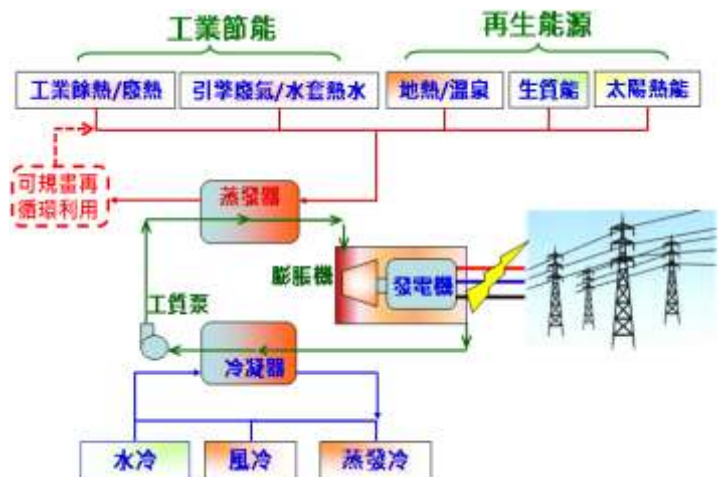 工業節能
再生能源
工業餘熱/廢熱
引擎廢氣/水套熱水
地熱/溫泉
生質能
太陽熱能
可規畫再
循環利用
蒸發器
膨脹機
發電機
工質泵
冷凝器
水冷
風冷
蒸發冷